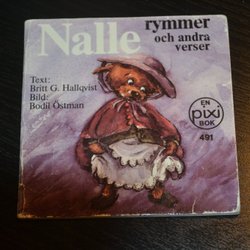 Nalle
rymmer
och andra
verser
Text:
Britt G. Hallqvist
Bild:
Bodil Östman
EN
pixi
BOK
491